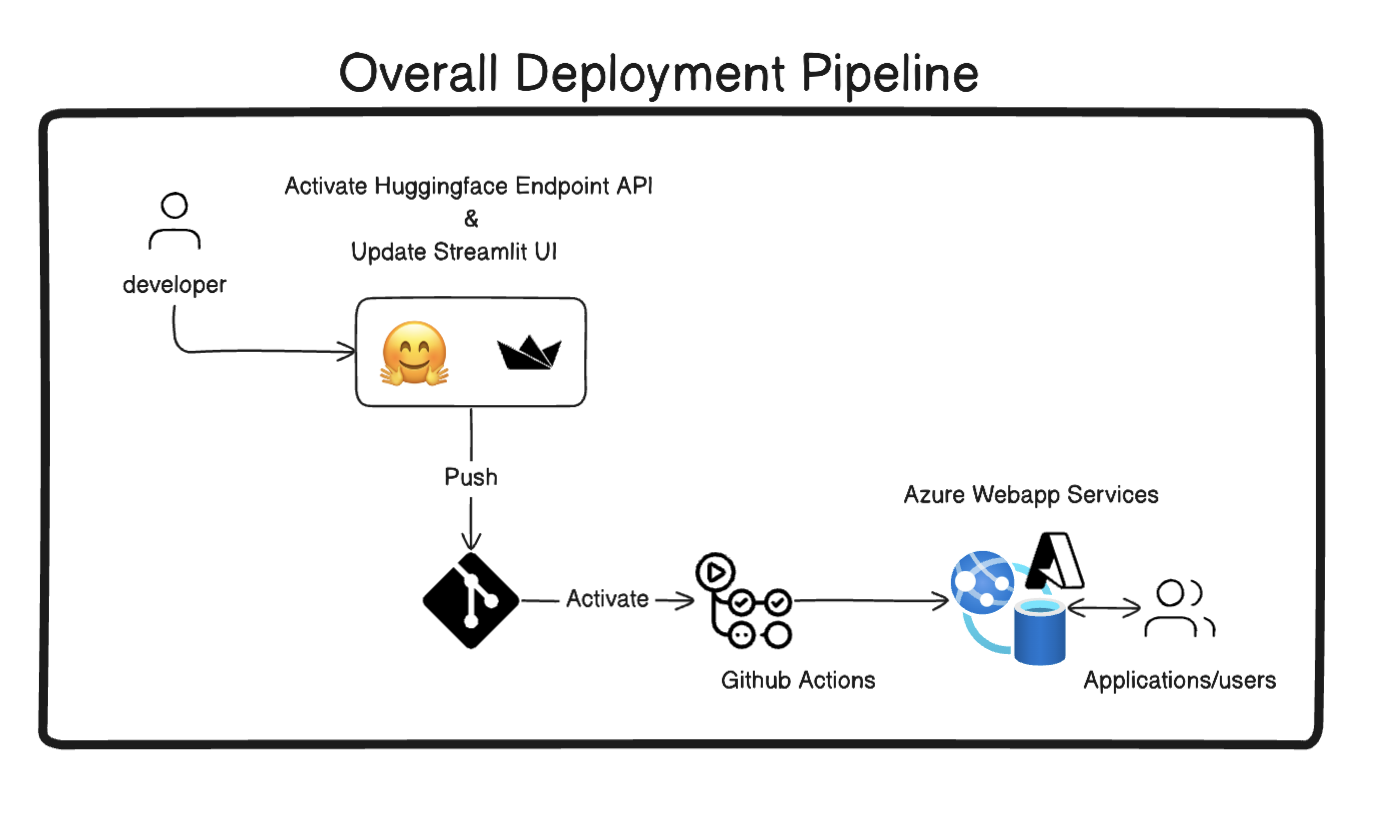 Overall Deployment Pipeline
Activate Huggingface Endpoint API
&
Update Streamlit UI
developer
Push
Activate
Github Actions
Azure Webapp Services
Applications/users